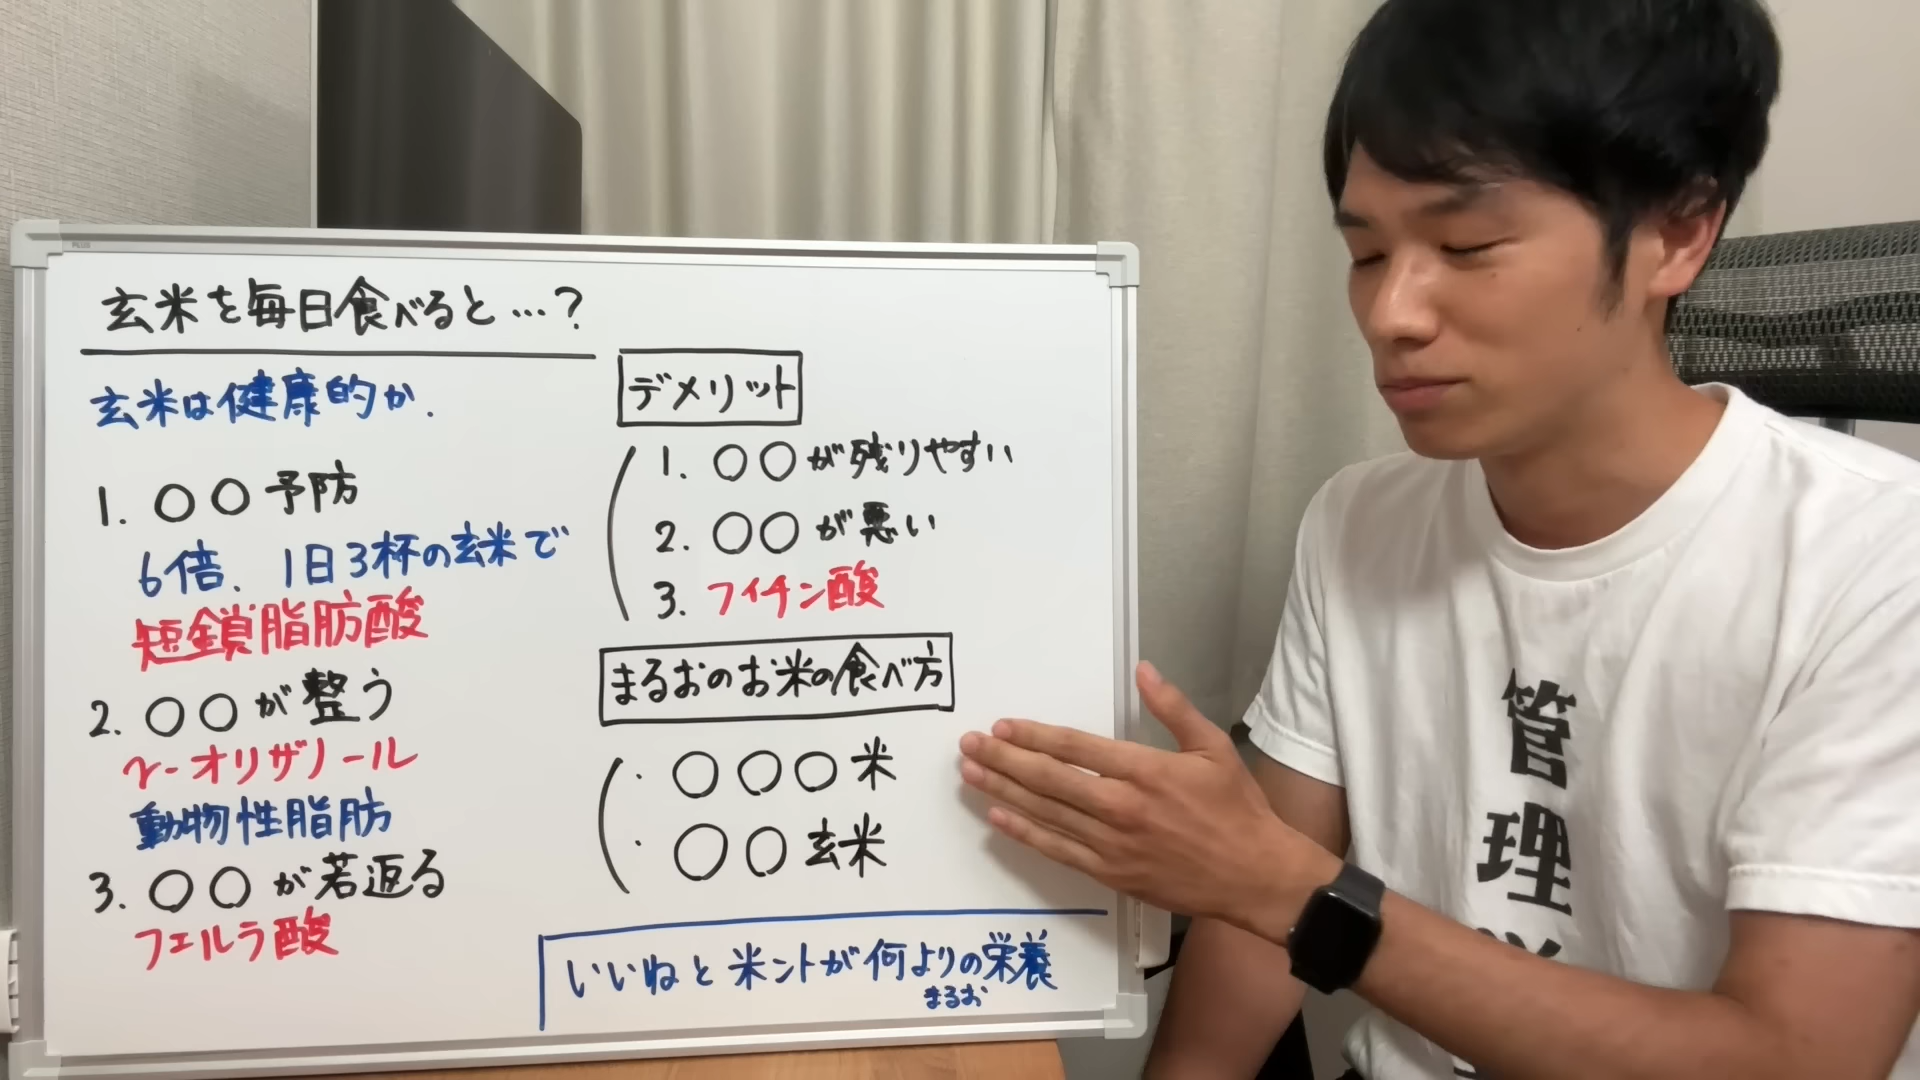 PLUS
玄米を毎日食べると…?
玄米は健康的か.
1. ○○予防
6倍. 1日3杯の玄米で
短鎖脂肪酸
2. ○○が整う
γ-オリザノール
動物性脂肪
3. ○○が若返る
フェルラ酸
デメリット
1. ○○が残りやすい
2. ○○が悪い
3. フイチン酸
まるおのお米の食べ方
・○○○米
・○○玄米
いいねと米ントが何よりの栄養
まるお
管理